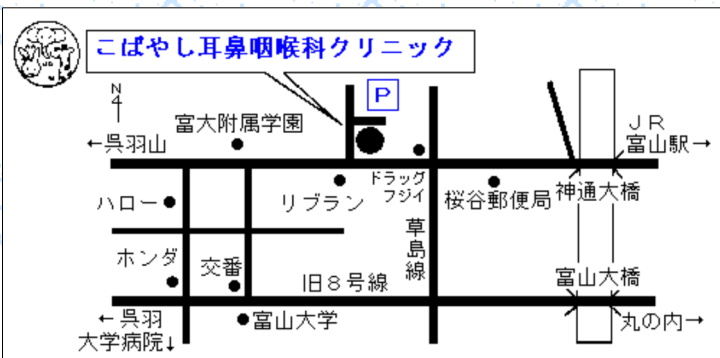 こばやし耳鼻咽喉科クリニック
N
P
富大附属学園
JR
←呉羽山
富山駅→
ドラッグ
フジイ
ハロー
リブラン
桜谷郵便局
神通大橋
草島線
ホンダ
交番
旧8号線
富山大橋
←呉羽
富山大学
丸の内→
大学病院↓